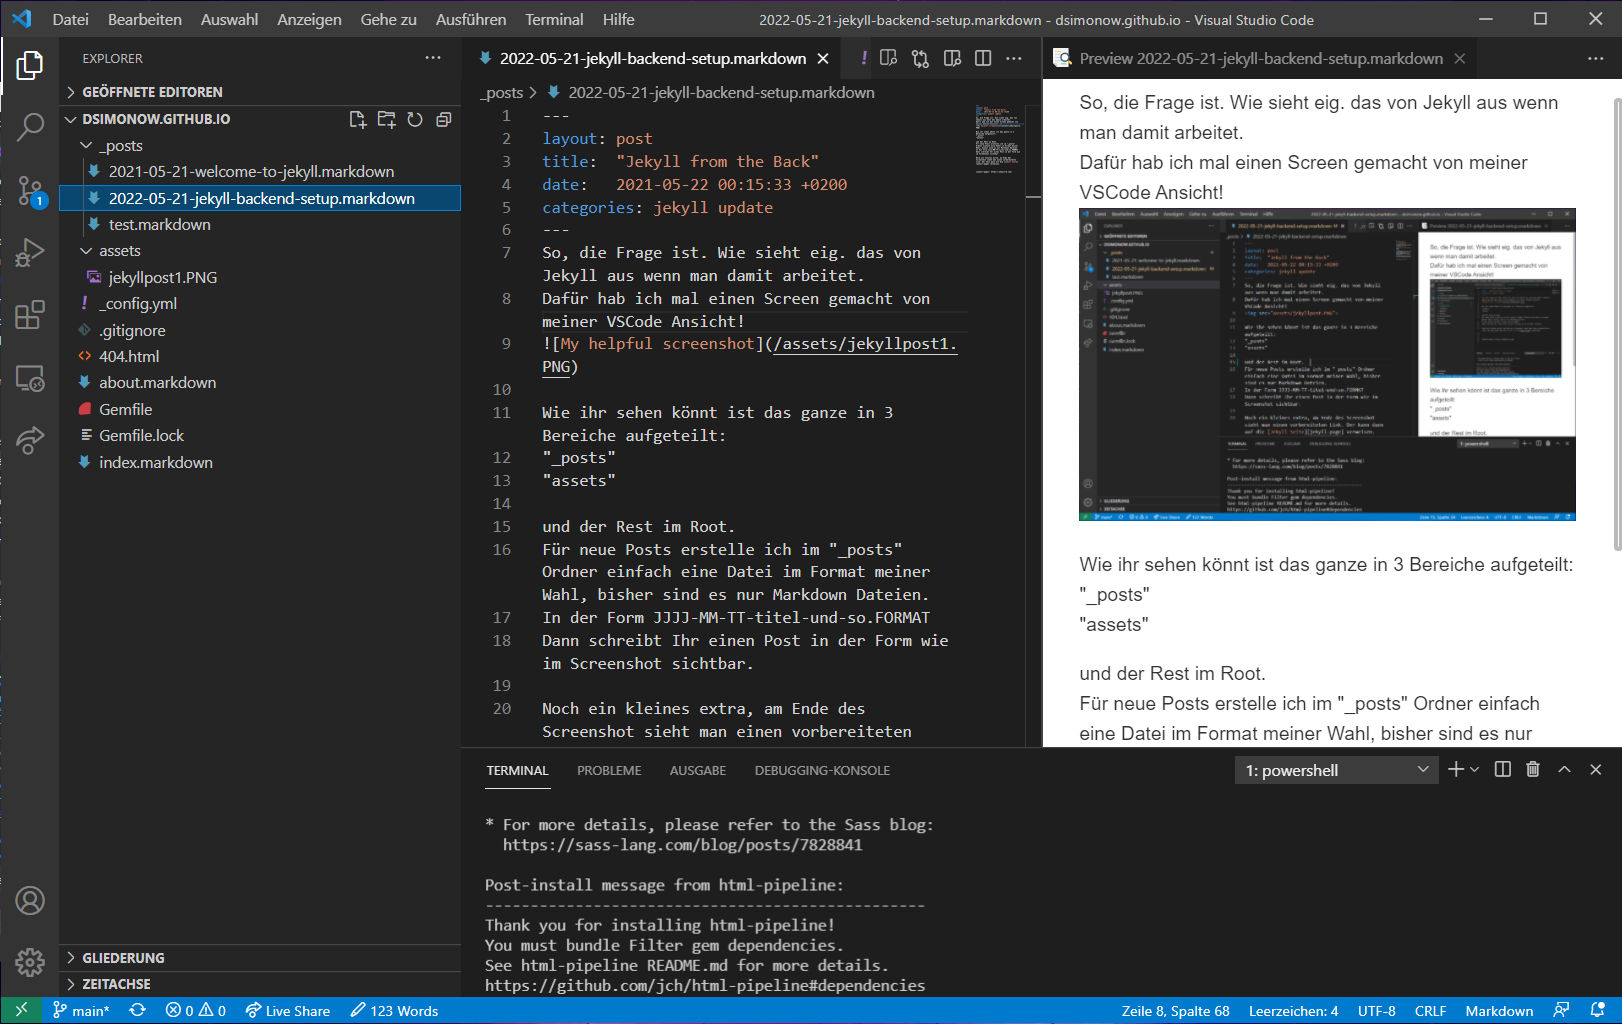 Datei Bearbeiten Auswahl Anzeigen Gehe zu Ausführen Terminal Hilfe
2022-05-21-jekyll-backend-setup.markdown - dsimonow.github.io - Visual Studio Code
EXPLORER
GEÖFFNETE EDITOREN
DSIMONOW.GITHUB.IO
_posts
2021-05-21-welcome-to-jekyll.markdown
2022-05-21-jekyll-backend-setup.markdown
test.markdown
assets
jekyllpost1.PNG
! _config.yml
.gitignore
<> 404.html
about.markdown
Gemfile
Gemfile.lock
index.markdown
GLIEDERUNG
ZEITACHSE
1
2022-05-21-jekyll-backend-setup.markdown
!
_posts > 2022-05-21-jekyll-backend-setup.markdown
1 ---
2 layout: post
3 title:  "Jekyll from the Back"
4 date:   2021-05-22 00:15:33 +0200
5 categories: jekyll update
6 ---
7 So, die Frage ist. Wie sieht eig. das von
Jekyll aus wenn man damit arbeitet.
8 Dafür hab ich mal einen Screen gemacht von
meiner VSCode Ansicht!
9 ![My helpful screenshot](/assets/jekyllpost1.
PNG)
10
11 Wie ihr sehen könnt ist das ganze in 3
Bereiche aufgeteilt:
12 "_posts"
13 "assets"
14
15 und der Rest im Root.
16 Für neue Posts erstelle ich im "_posts"
Ordner einfach eine Datei im Format meiner
Wahl, bisher sind es nur Markdown Dateien.
17 In der Form JJJJ-MM-TT-titel-und-so.FORMAT
18 Dann schreibt Ihr einen Post in der Form wie
im Screenshot sichtbar.
19
20 Noch ein kleines extra, am Ende des
Screenshot sieht man einen vorbereiteten
Preview 2022-05-21-jekyll-backend-setup.markdown
So, die Frage ist. Wie sieht eig. das von Jekyll aus wenn
man damit arbeitet.
Dafür hab ich mal einen Screen gemacht von meiner
VSCode Ansicht!
Wie ihr sehen könnt ist das ganze in 3 Bereiche aufgeteilt:
"_posts"
"assets"
und der Rest im Root.
Für neue Posts erstelle ich im "_posts" Ordner einfach
eine Datei im Format meiner Wahl, bisher sind es nur
TERMINAL PROBLEME AUSGABE DEBUGGING-KONSOLE
1: powershell
* For more details, please refer to the Sass blog:
https://sass-lang.com/blog/posts/7828841
Post-install message from html-pipeline:
-------------------------------------------------
Thank you for installing html-pipeline!
You must bundle Filter gem dependencies.
See html-pipeline README.md for more details.
https://github.com/jch/html-pipeline#dependencies
main* 0 0 Live Share 123 Words
Zeile 8, Spalte 68 Leerzeichen: 4 UTF-8 CRLF Markdown